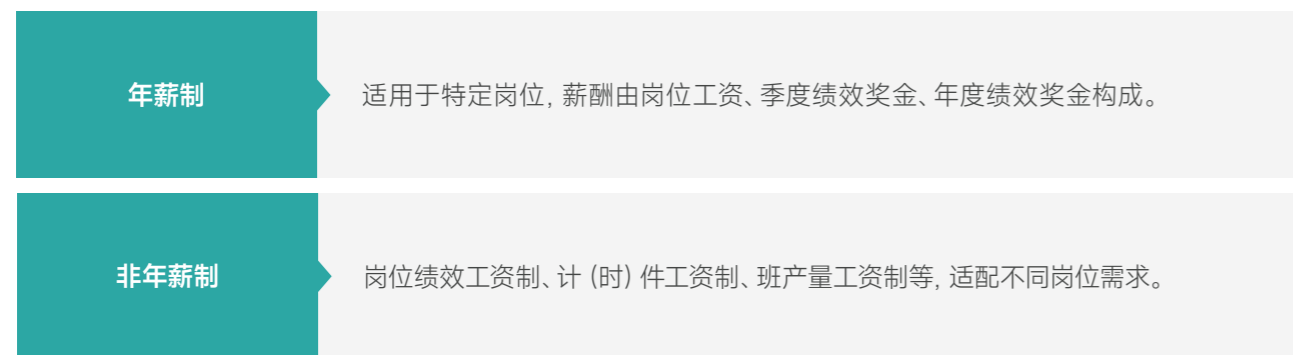 年薪制
适用于特定岗位, 薪酬由岗位工资、季度绩效奖金、年度绩效奖金构成。
非年薪制
岗位绩效工资制、计 (时) 件工资制、班产量工资制等, 适配不同岗位需求。